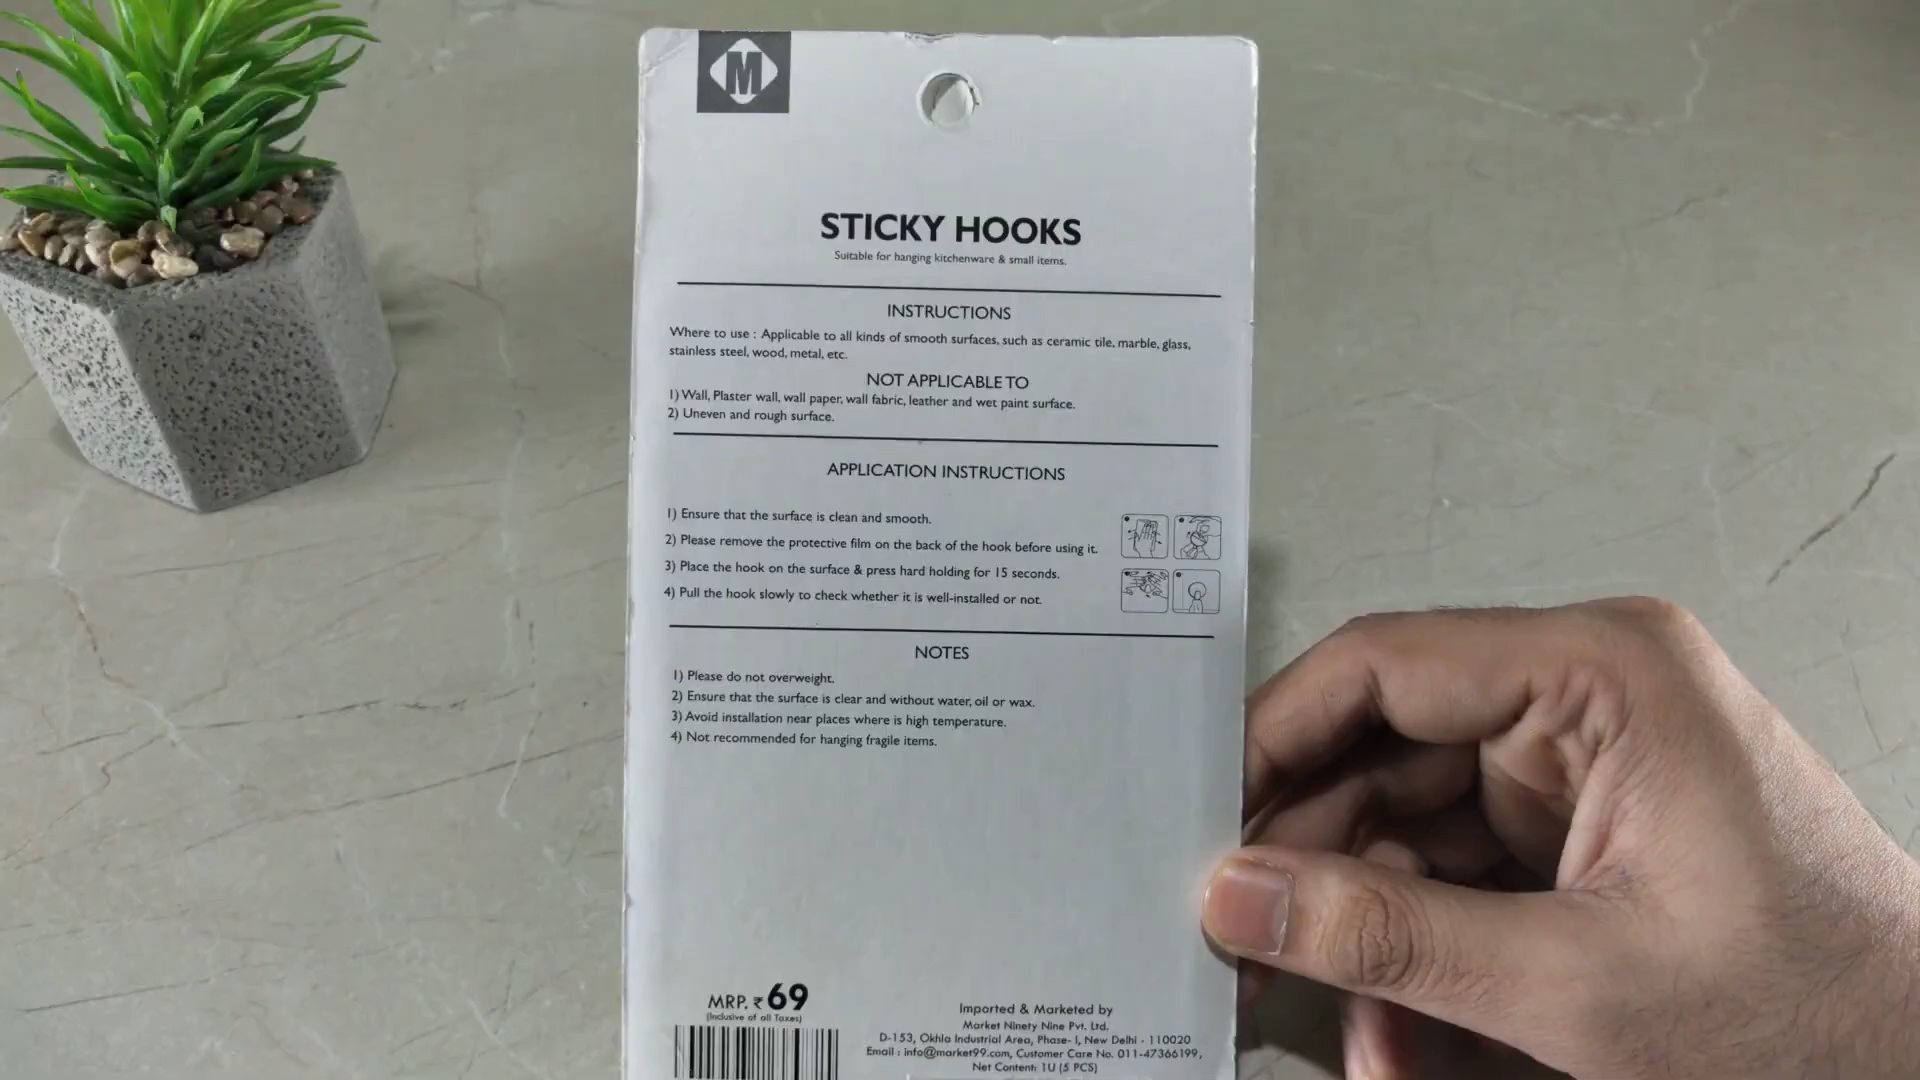 M
STICKY HOOKS
Suitable for hanging kitchenware & small items.
INSTRUCTIONS
Where to use : Applicable to all kinds of smooth surfaces, such as ceramic tile, marble, glass,
stainless steel, wood, metal, etc.
NOT APPLICABLE TO
1) Wall, Plaster wall, wall paper, wall fabric, leather and wet paint surface.
2) Uneven and rough surface.
APPLICATION INSTRUCTIONS
1) Ensure that the surface is clean and smooth.
2) Please remove the protective film on the back of the hook before using it.
3) Place the hook on the surface & press hard holding for 15 seconds.
4) Pull the hook slowly to check whether it is well-installed or not.
NOTES
1) Please do not overweight.
2) Ensure that the surface is clear and without water, oil or wax.
3) Avoid installation near places where is high temperature.
4) Not recommended for hanging fragile items.
MRP. ₹ 69
(Inclusive of all Taxes)
Imported & Marketed by
Market Ninety Nine Pvt. Ltd.
D-153, Okhla Industrial Area, Phase- I, New Delhi - 110020
Email : info@market99.com, Customer Care No. 011-47366199,
Net Content: 1U (5 PCS)